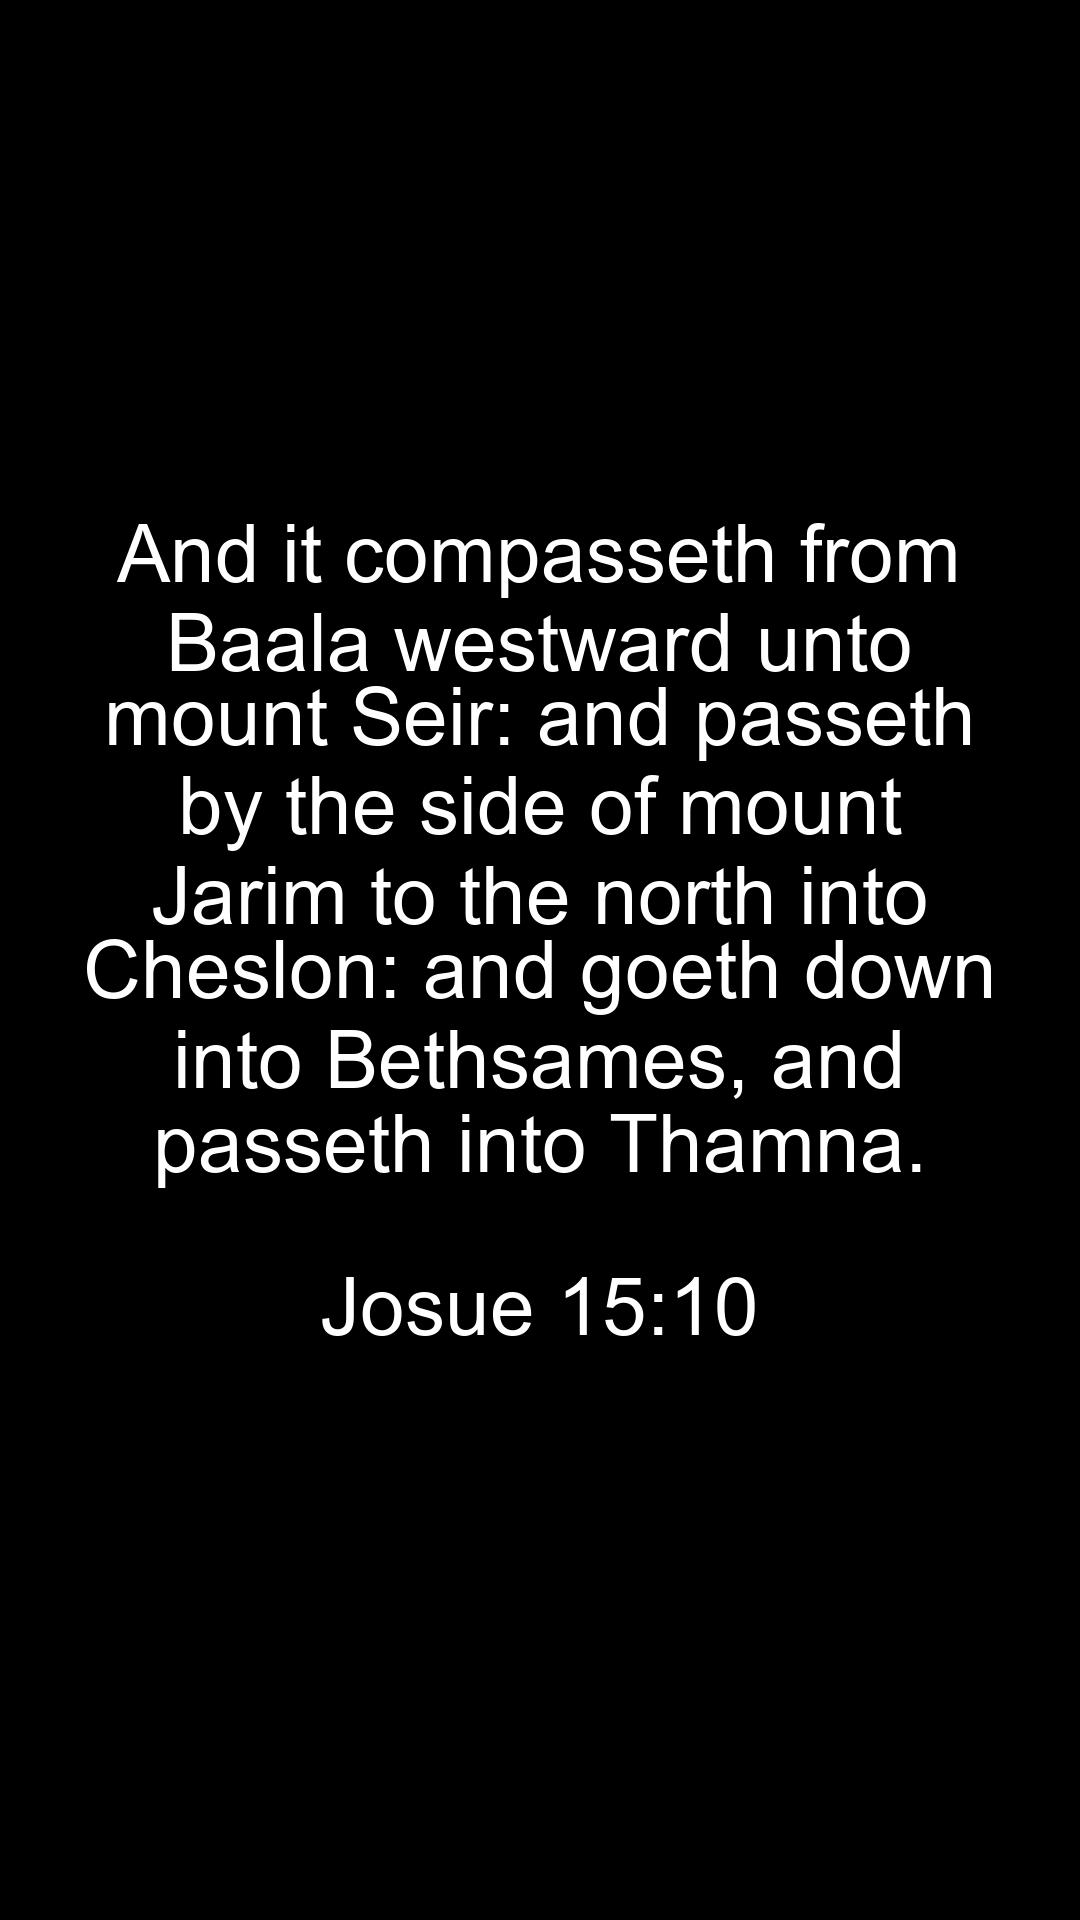 And it compasseth from
Baala westward unto
mount Seir: and passeth
by the side of mount
Jarim to the north into
Cheslon: and goeth down
into Bethsames, and
passeth into Thamna.
Josue 15:10